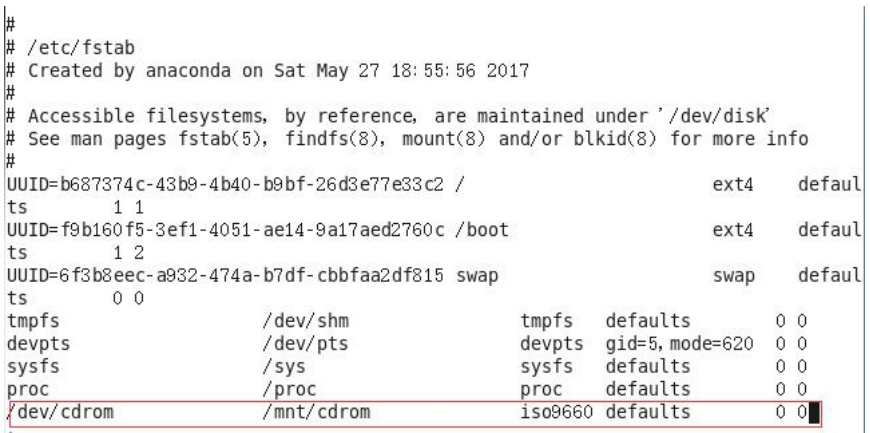 #
# /etc/fstab
# Created by anaconda on Sat May 27 18:55:56 2017
#
# Accessible filesystems, by reference, are maintained under '/dev/disk'
# See man pages fstab(5), findfs(8), mount(8) and/or blkid(8) for more info
#
UUID=b687374c-43b9-4b40-b9bf-26d3e77e33c2 /                       ext4    defaul
ts        1 1
UUID=f9b160f5-3ef1-4051-ae14-9a17aed2760c /boot                   ext4    defaul
ts        1 2
UUID=6f3b8eec-a932-474a-b7df-cbbfaa2df815 swap                    swap    defaul
ts        0 0
tmpfs                   /dev/shm                tmpfs   defaults        0 0
devpts                  /dev/pts                devpts  gid=5,mode=620  0 0
sysfs                   /sys                    sysfs   defaults        0 0
proc                    /proc                   proc    defaults        0 0
/dev/cdrom              /mnt/cdrom              iso9660 defaults        0 0